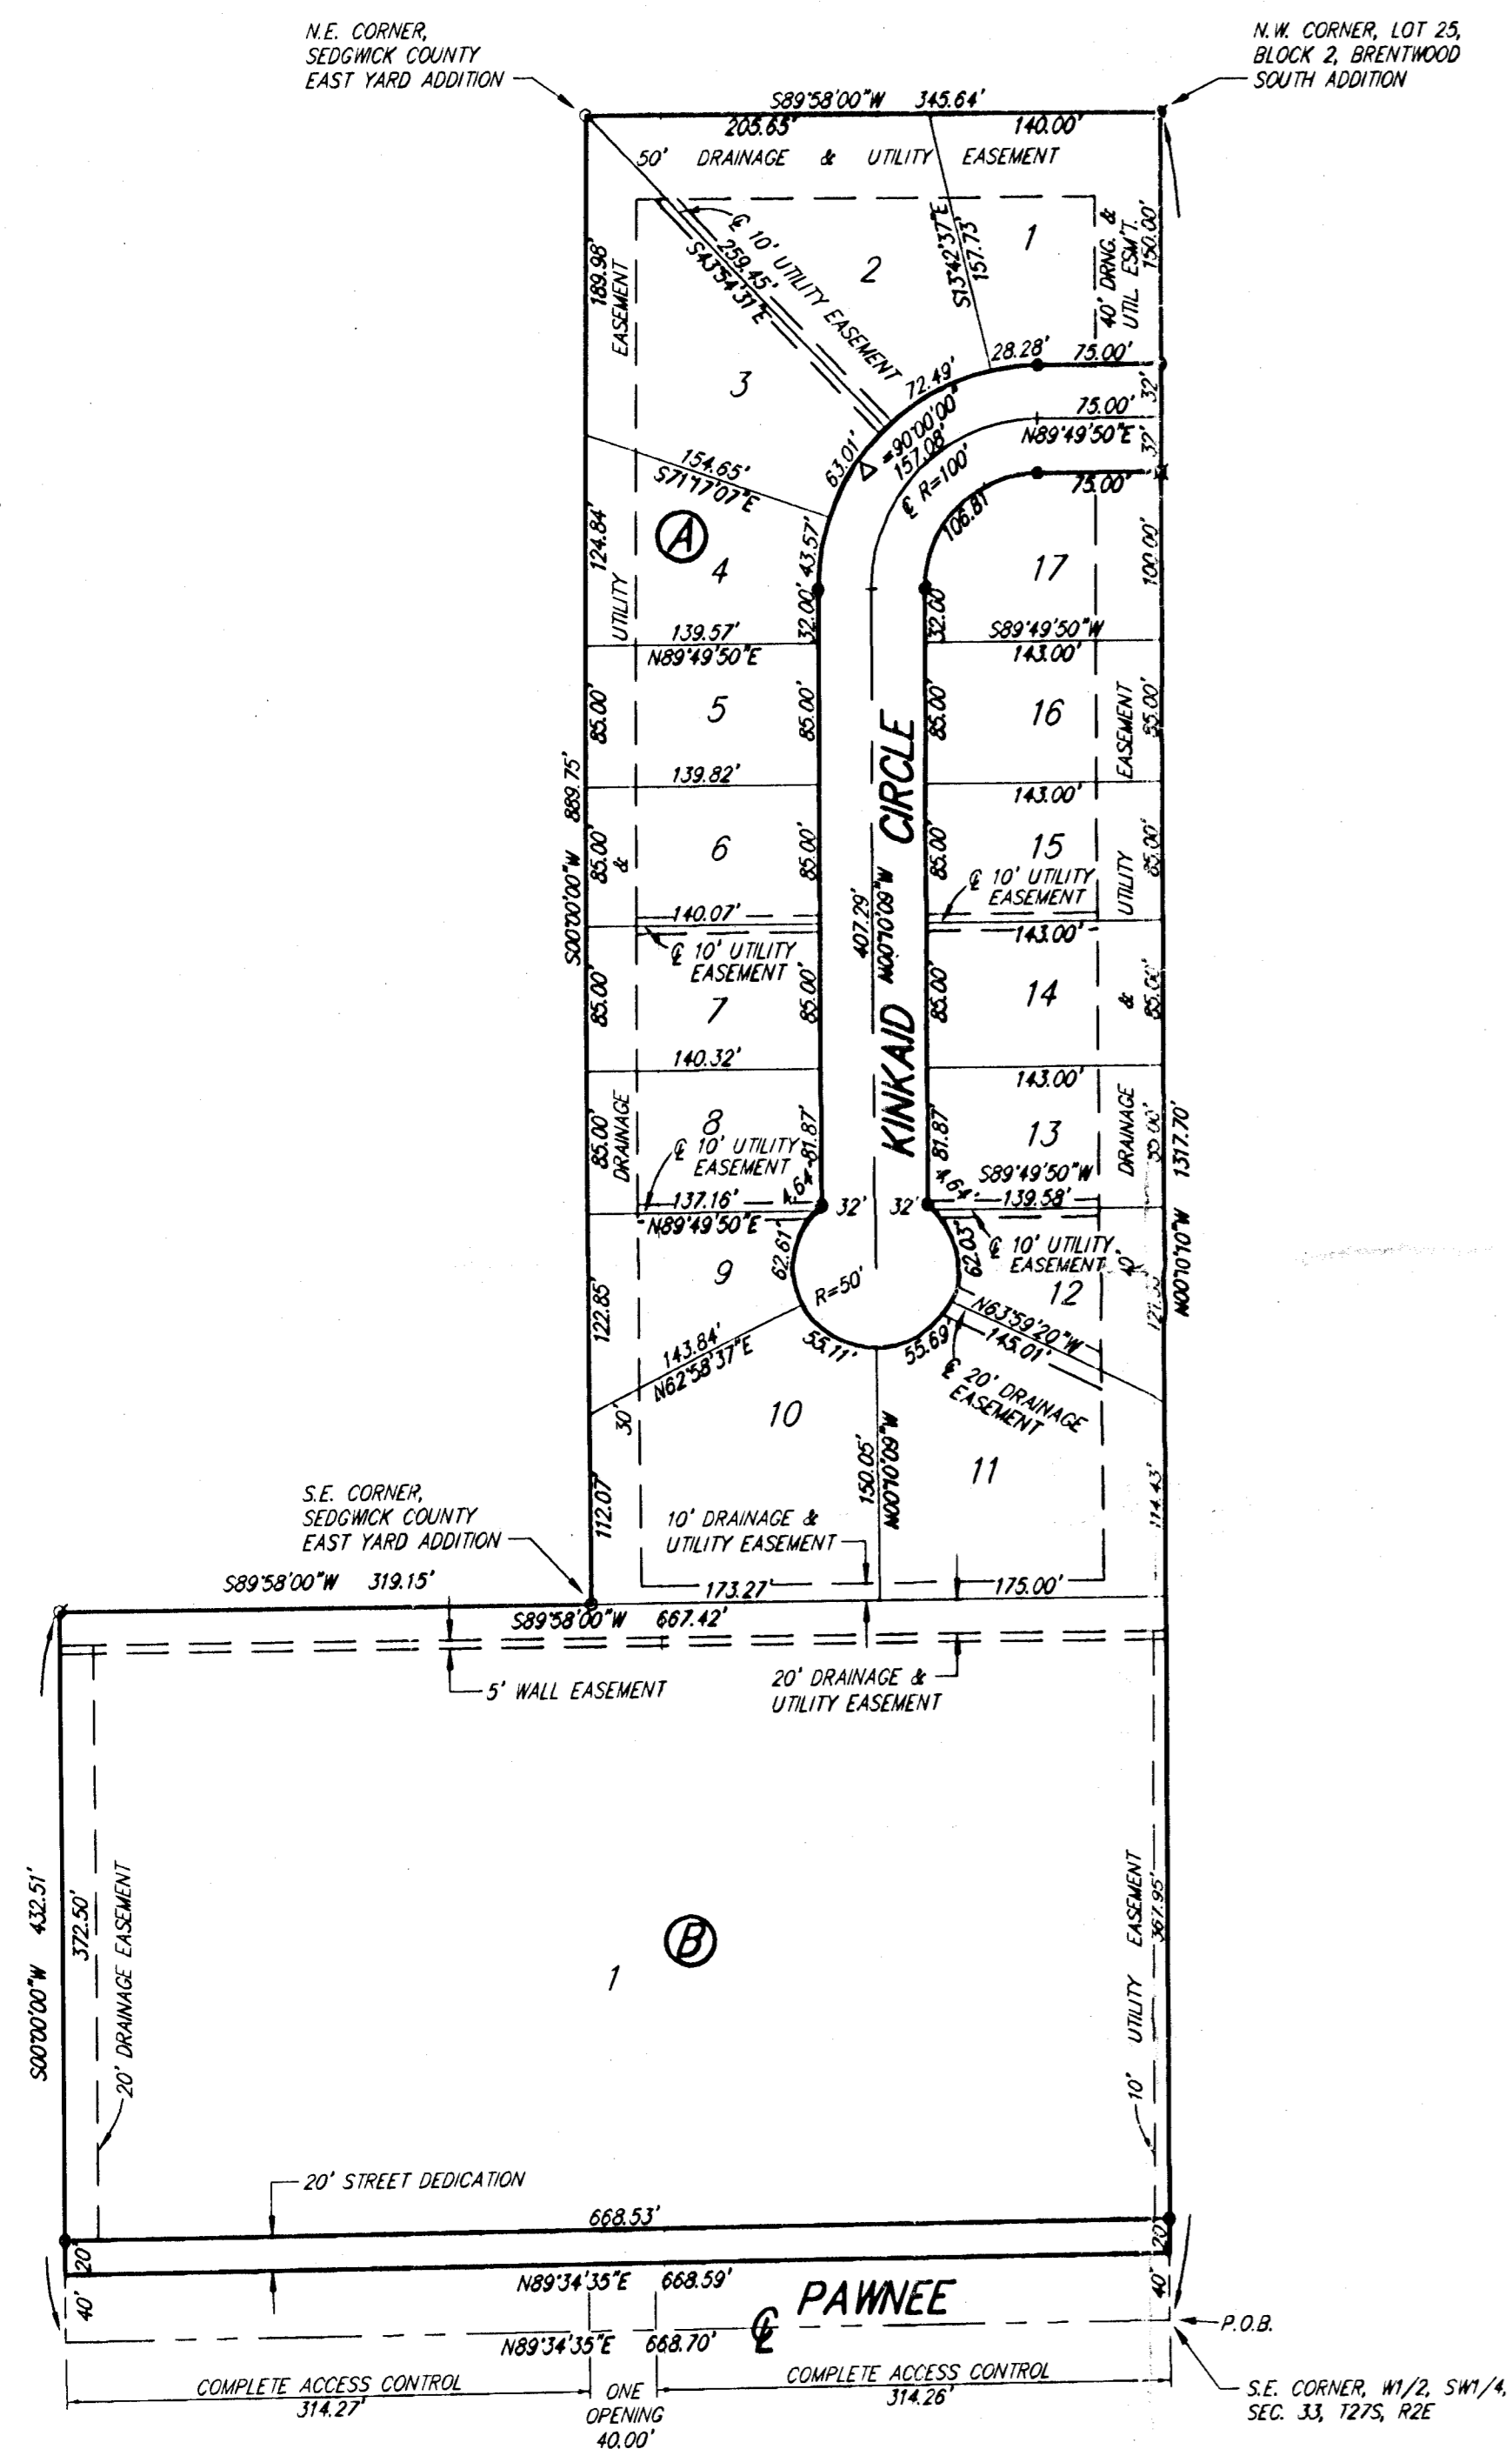 N.E. CORNER,
SEDGWICK COUNTY
EAST YARD ADDITION
N.W. CORNER, LOT 25,
BLOCK 2, BRENTWOOD
SOUTH ADDITION
S89°58'00"W 345.64'
205.65'
140.00'
50' DRAINAGE & UTILITY EASEMENT
℄ 10' UTILITY EASEMENT
259.45'
S43°54'31"E
2
S13°42'37"E
157.73'
1
40' DRNG. &
UTIL. ESM'T.
150.00'
189.98'
EASEMENT
3
28.28'
75.00'
72.49'
63.01'
Δ =90°00'00"
157.08'
℄ R=100'
75.00'
N89°49'50"E
32'
32'
75.00'
106.81'
154.65'
S71°17'07"E
A
124.84'
UTILITY
4
43.57'
32.00'
32.00'
17
100.00'
139.57'
N89°49'50"E
S89°49'50"W
143.00'
5
85.00'
85.00'
85.00'
16
EASEMENT
85.00'
139.82'
143.00'
S00°00'00"W 889.75'
85.00'
&
6
85.00'
85.00'
15
℄ 10' UTILITY
EASEMENT
UTILITY
85.00'
140.07'
143.00'
℄ 10' UTILITY
EASEMENT
407.29'
N00°10'09"W
KINKAID CIRCLE
85.00'
7
85.00'
85.00'
14
&
85.00'
140.32'
143.00'
85.00'
DRAINAGE
8
℄ 10' UTILITY
EASEMENT
81.87'
4.64'
81.87'
4.64'
13
DRAINAGE
85.00'
N00°10'10"W 1317.70'
S89°49'50"W
139.58'
137.16'
N89°49'50"E
32'
32'
℄ 10' UTILITY
EASEMENT
40'
62.61'
62.03'
9
R=50'
12
122.85'
N63°59'20"W
145.01'
55.11'
55.69'
143.84'
N62°58'37"E
℄ 20' DRAINAGE
EASEMENT
30'
10
150.05'
N00°10'09"W
11
112.07'
114.43'
S.E. CORNER,
SEDGWICK COUNTY
EAST YARD ADDITION
10' DRAINAGE &
UTILITY EASEMENT
S89°58'00"W 319.15'
173.27'
175.00'
S89°58'00"W 667.42'
5' WALL EASEMENT
20' DRAINAGE &
UTILITY EASEMENT
S00°00'00"W 432.51'
372.50'
20' DRAINAGE EASEMENT
B
1
10' UTILITY EASEMENT
367.95'
20' STREET DEDICATION
668.53'
20'
20'
N89°34'35"E 668.59'
40'
40'
℄ PAWNEE
N89°34'35"E 668.70'
P.O.B.
COMPLETE ACCESS CONTROL
314.27'
ONE
OPENING
40.00'
COMPLETE ACCESS CONTROL
314.26'
S.E. CORNER, W1/2, SW1/4,
SEC. 33, T27S, R2E